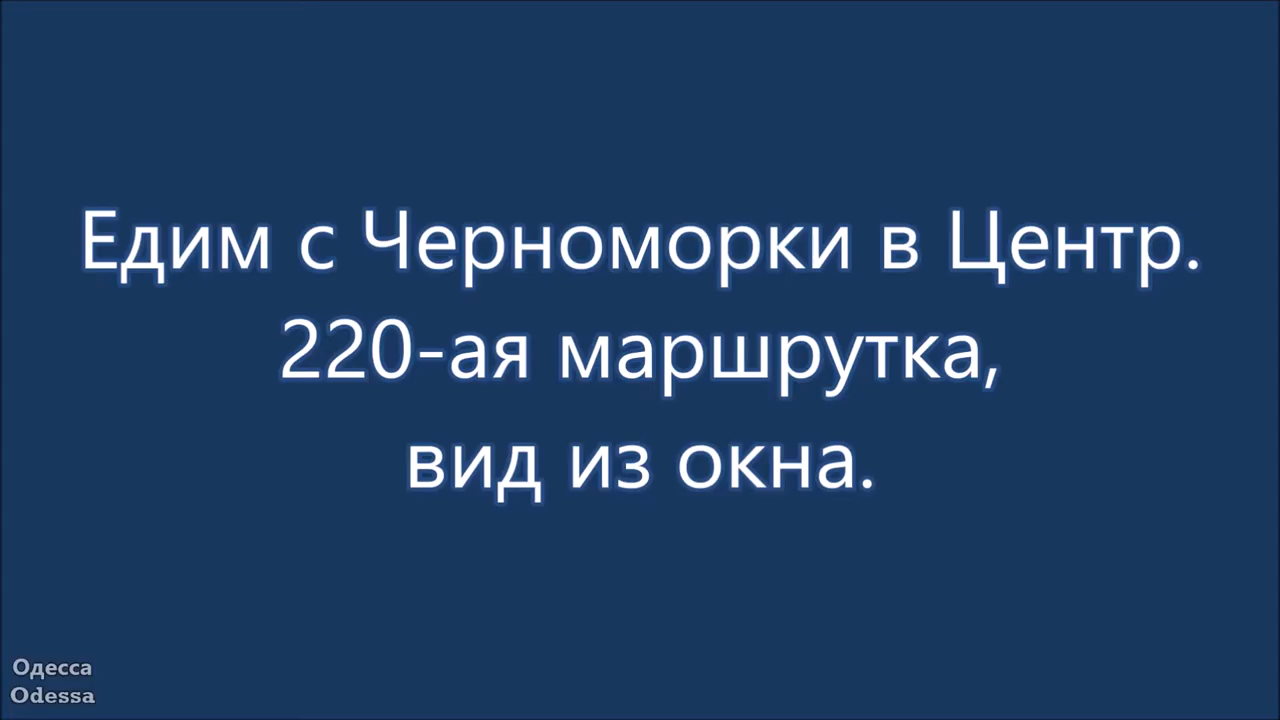 Едим с Черноморки в Центр.
220-ая маршрутка,
вид из окна.
Одесса
Odessa